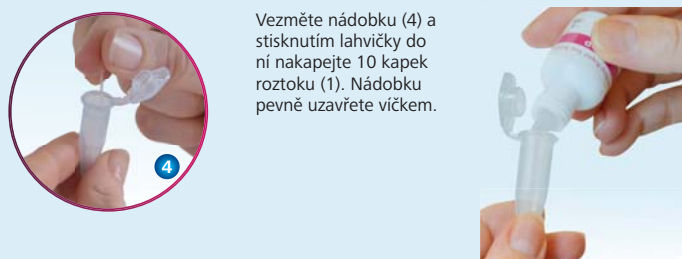 Vezměte nádobku (4) a
stisknutím lahvičky do
ní nakapejte 10 kapek
roztoku (1). Nádobku
pevně uzavřete víčkem.
4